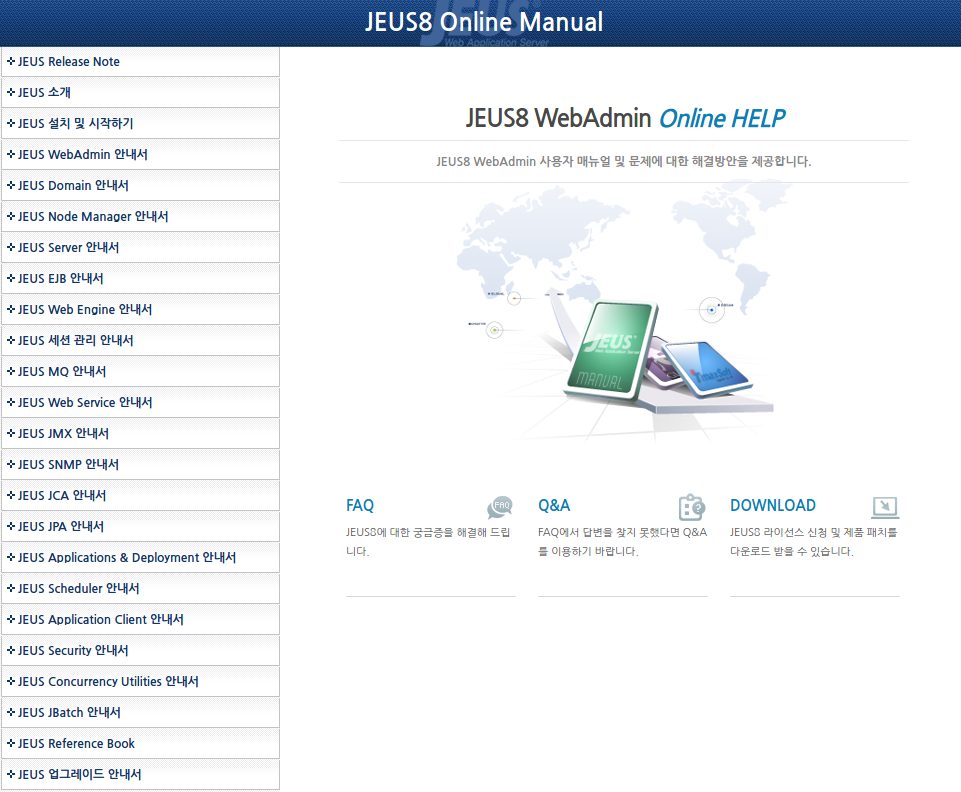 JEUS8 Online Manual
JEUS
Web Application Server
JEUS Release Note
JEUS 소개
JEUS 설치 및 시작하기
JEUS WebAdmin 안내서
JEUS Domain 안내서
JEUS Node Manager 안내서
JEUS Server 안내서
JEUS EJB 안내서
JEUS Web Engine 안내서
JEUS 세션 관리 안내서
JEUS MQ 안내서
JEUS Web Service 안내서
JEUS JMX 안내서
JEUS SNMP 안내서
JEUS JCA 안내서
JEUS JPA 안내서
JEUS Applications & Deployment 안내서
JEUS Scheduler 안내서
JEUS Application Client 안내서
JEUS Security 안내서
JEUS Concurrency Utilities 안내서
JEUS JBatch 안내서
JEUS Reference Book
JEUS 업그레이드 안내서
JEUS8 WebAdmin Online HELP
JEUS8 WebAdmin 사용자 매뉴얼 및 문제에 대한 해결방안을 제공합니다.
JEUS
Web Application Server
MANUAL
TmaxSoft
FAQ
FAQ
JEUS8에 대한 궁금증을 해결해 드립
니다.
Q&A
FAQ에서 답변을 찾지 못했다면 Q&A
를 이용하기 바랍니다.
DOWNLOAD
JEUS8 라이선스 신청 및 제품 패치를
다운로드 받을 수 있습니다.